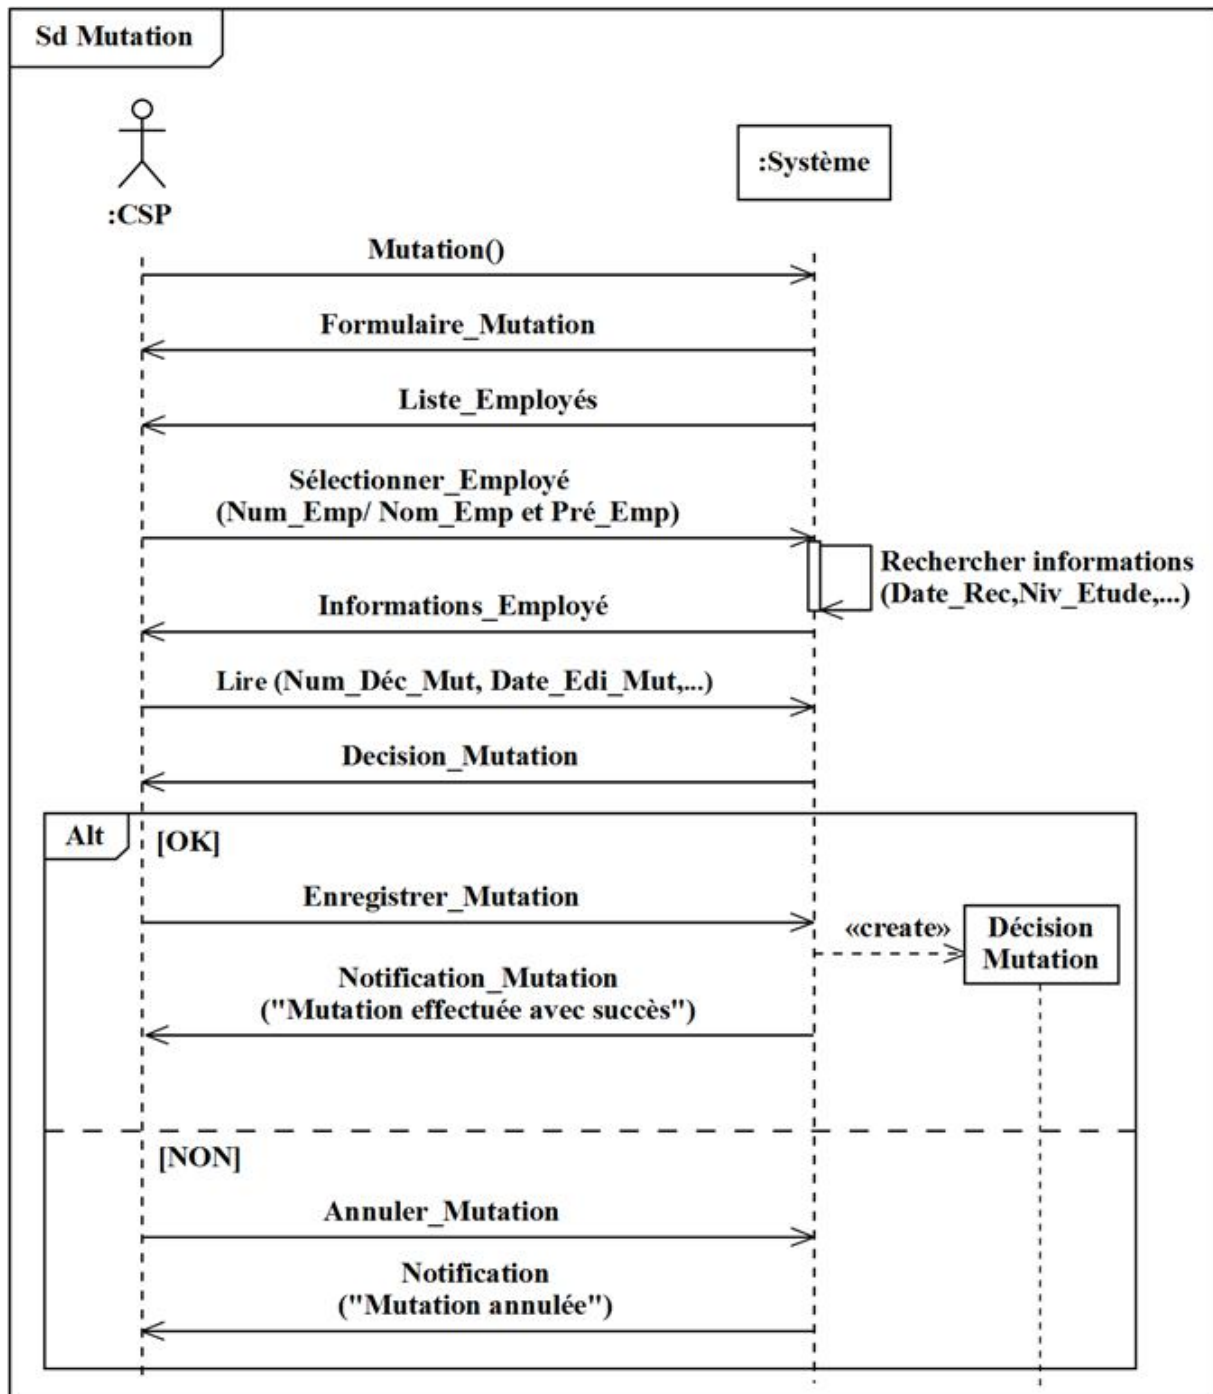 Sd Mutation
:Système
:CSP
Mutation()
Formulaire_Mutation
Liste_Employés
Sélectionner_Employé
(Num_Emp/ Nom_Emp et Pré_Emp)
Rechercher informations
(Date_Rec,Niv_Etude,...)
Informations_Employé
Lire (Num_Déc_Mut, Date_Edi_Mut,...)
Decision_Mutation
Alt
[OK]
Enregistrer_Mutation
«create»
Décision
Mutation
Notification_Mutation
("Mutation effectuée avec succès")
[NON]
Annuler_Mutation
Notification
("Mutation annulée")